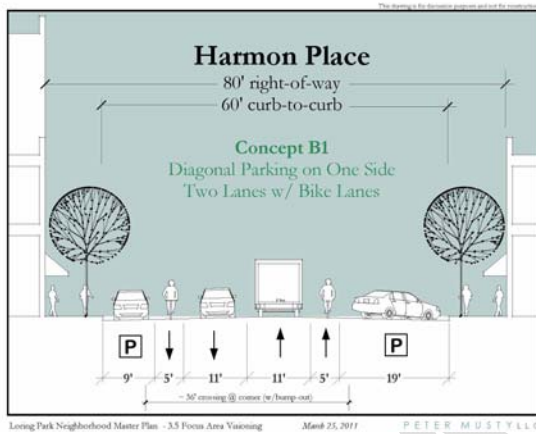 This drawing is for discussion purposes and not for construction
Harmon Place
80' right-of-way
60' curb-to-curb
Concept B1
Diagonal Parking on One Side
Two Lanes w/ Bike Lanes
P P
9' 5' 11' 11' 5' 19'
crossing @ corner (w/bump-out)
Loring Park Neighborhood Master Plan - 3.5 Focus Area Visioning March 25, 2011 PETER MUSTY LLC